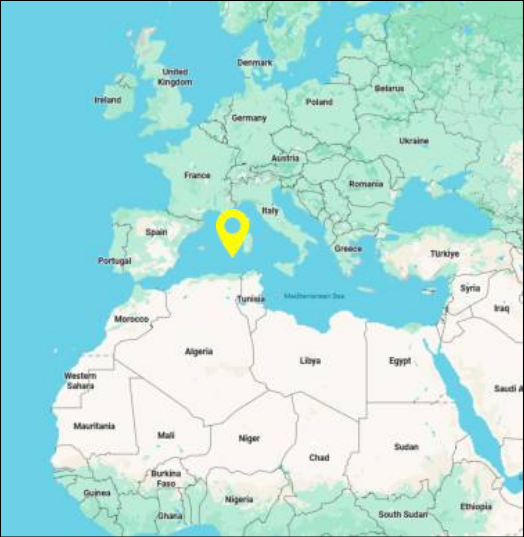 Denmark
United
Kingdom
Ireland
Poland
Belarus
Germany
Ukraine
Austria
France
Romania
Italy
Spain
Greece
Türkiye
Portugal
Syria
Tunisia
Mediterranean Sea
Iraq
Morocco
Algeria
Libya
Egypt
Western
Sahara
Saudi A
Mauritania
Mali
Niger
Sudan
Chad
Burkina
Faso
Guinea
Nigeria
Ethiopia
Ghana
South Sudan